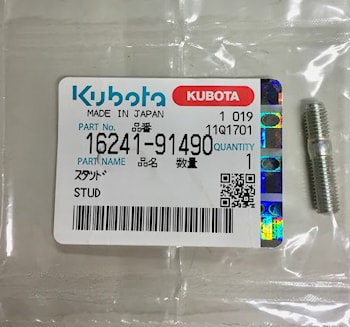 Kubota KUBOTA
MADE IN JAPAN 1 019
PART No. 品番 11Q1701
16241-91490 QUANTITY
PART NAME 品名 数量 1
スタッド
STUD